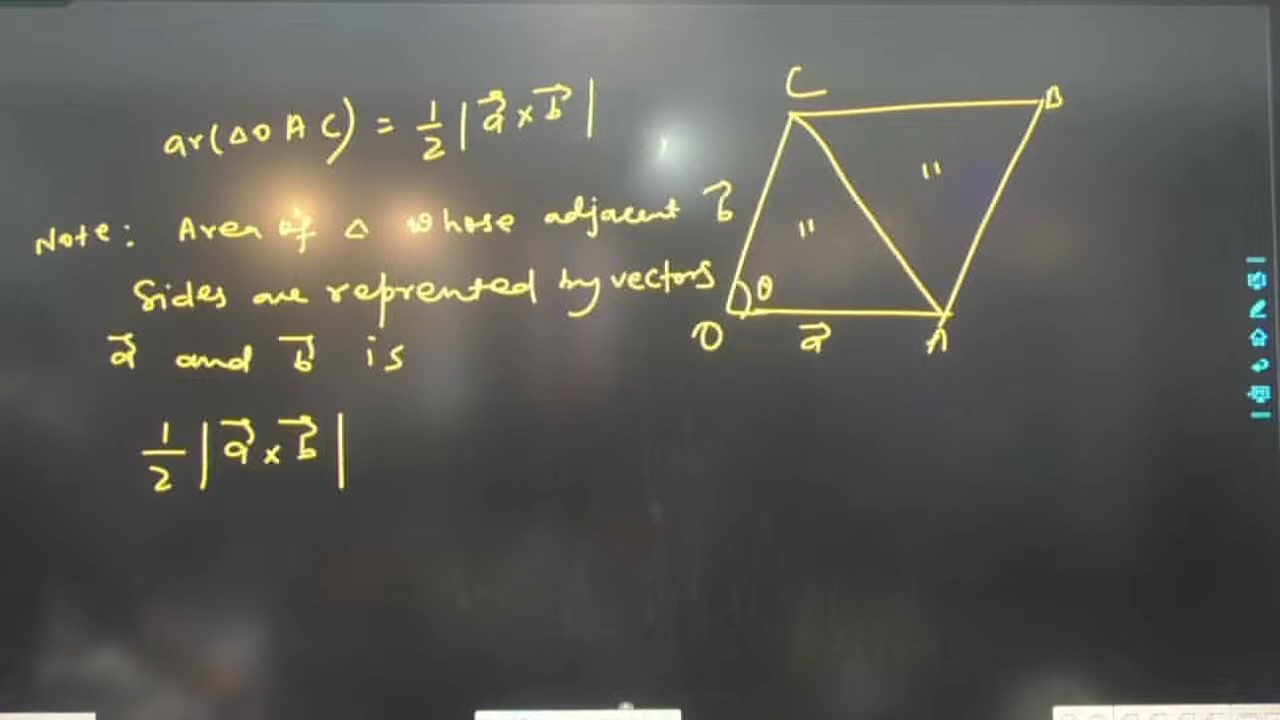 ar(△OAC) = 1/2 |a⃗ × b⃗|
Note: Area of △ whose adjacent
Sides are reprented by vectors
a⃗ and b⃗ is
1/2 |a⃗ × b⃗|
C
B
b⃗
"
"
θ
O
a⃗
A